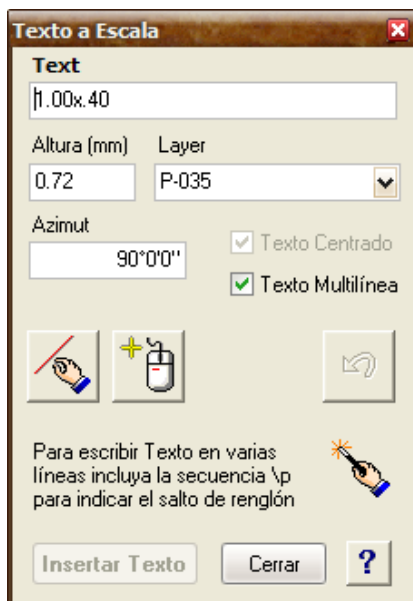 Texto a Escala
Text
1.00x.40
Altura (mm) Layer
0.72 P-035
Azimut
90°0'0''
Texto Centrado
Texto Multilínea
Para escribir Texto en varias
líneas incluya la secuencia \p
para indicar el salto de renglón
Insertar Texto Cerrar ?